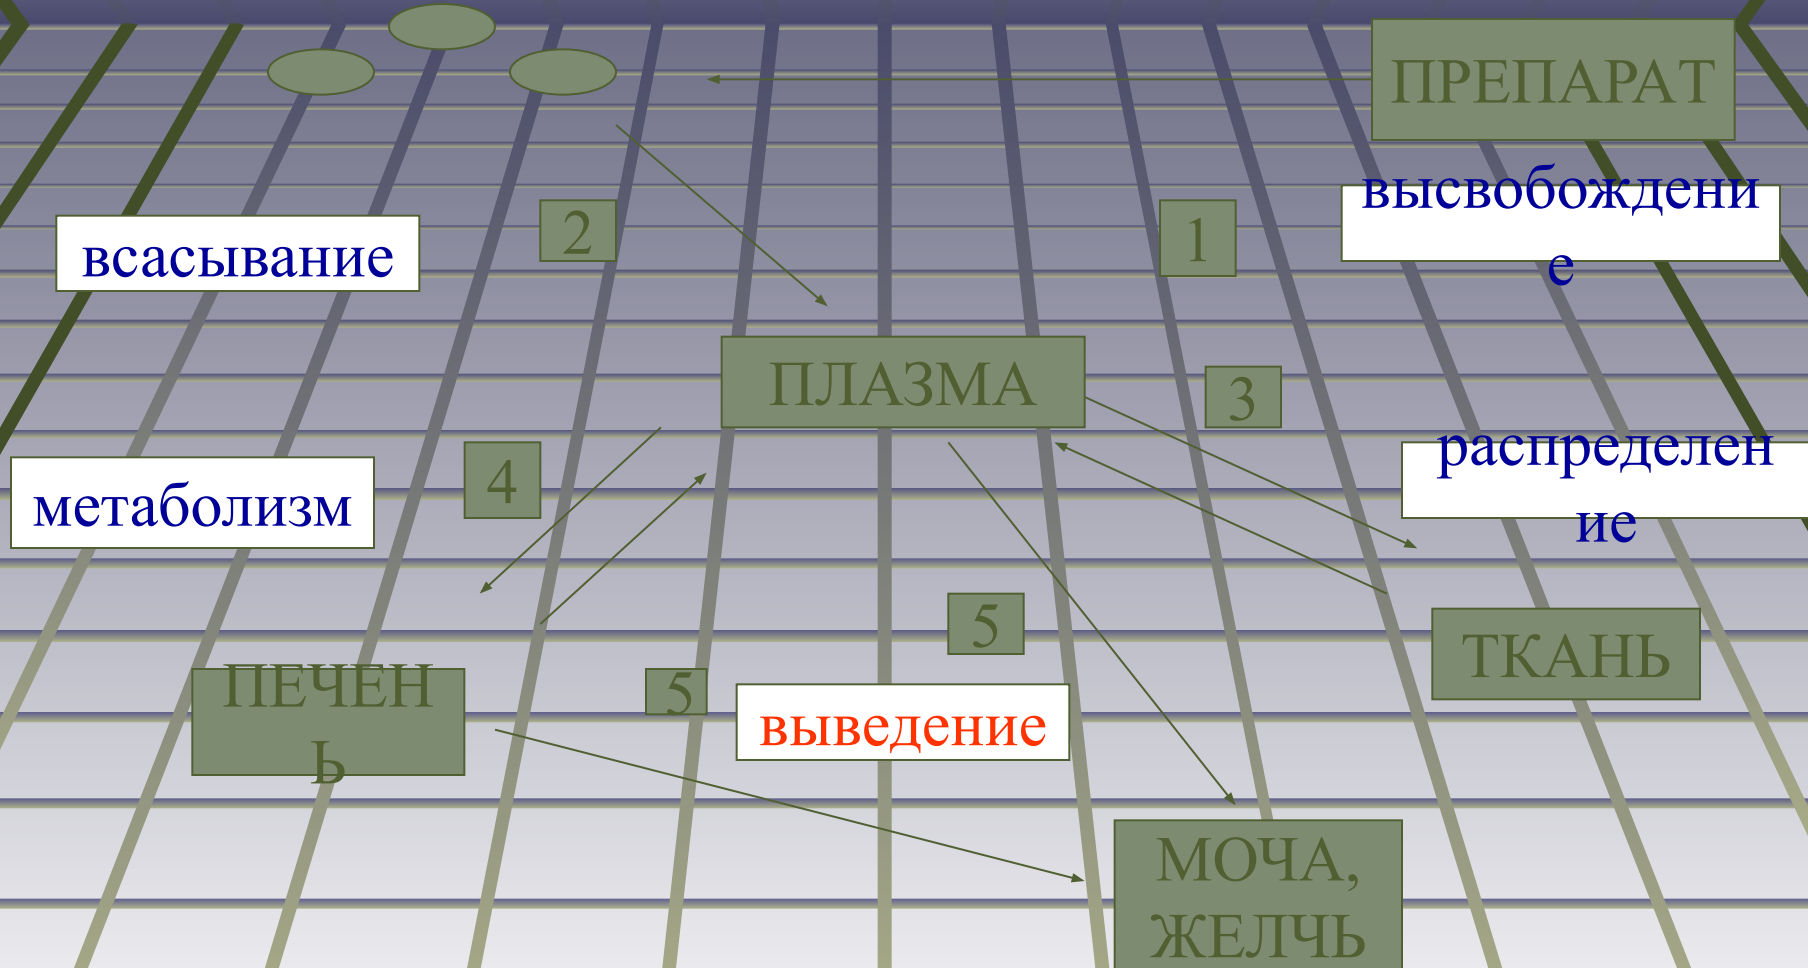 ПРЕПАРАТ
высвобождени
е
1
2
всасывание
ПЛАЗМА
3
распределен
ие
4
метаболизм
5
ТКАНЬ
ПЕЧЕН
Ь
5
выведение
МОЧА,
ЖЕЛЧЬ